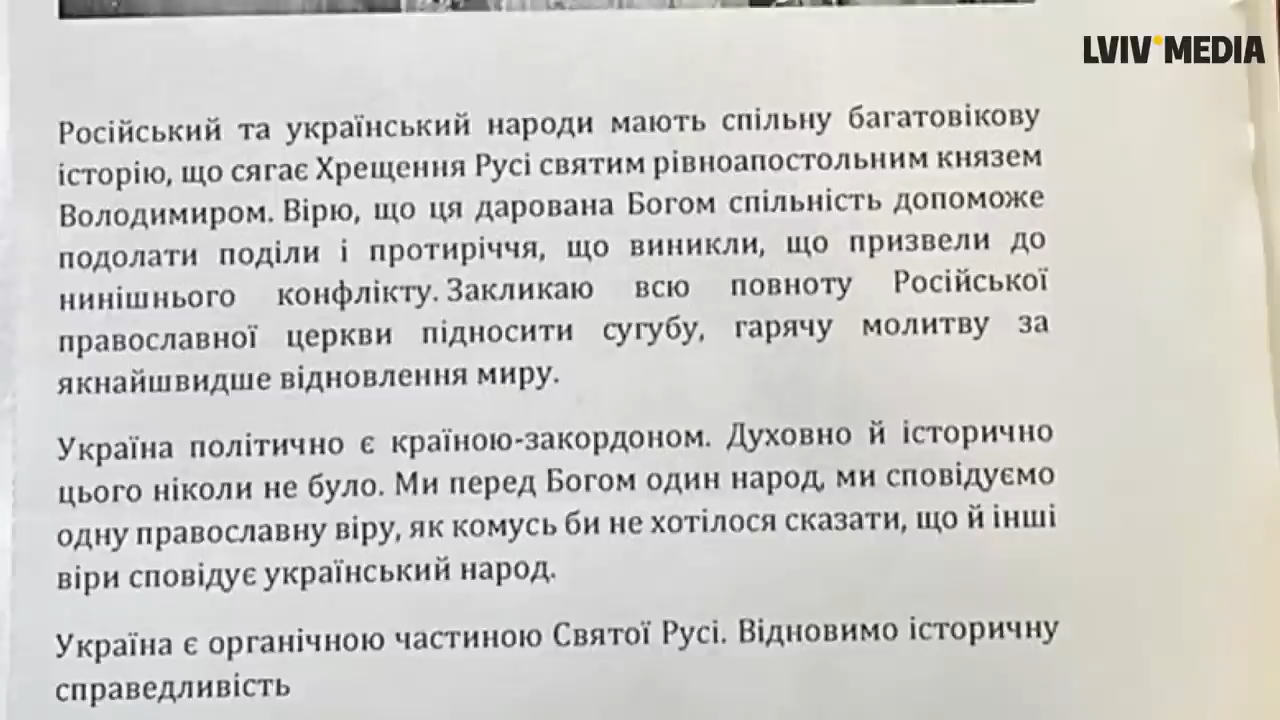 LVIV MEDIA
Російський та український народи мають спільну багатовікову
історію, що сягає Хрещення Русі святим рівноапостольним князем
Володимиром. Вірю, що ця дарована Богом спільність допоможе
подолати поділи і протиріччя, що виникли, що призвели до
нинішнього конфлікту. Закликаю всю повноту Російської
православної церкви підносити сугубу, гарячу молитву за
якнайшвидше відновлення миру.
Україна політично є країною-закордоном. Духовно й історично
цього ніколи не було. Ми перед Богом один народ, ми сповідуємо
одну православну віру, як комусь би не хотілося сказати, що й інші
віри сповідує український народ.
Україна є органічною частиною Святої Русі. Відновимо історичну
справедливість